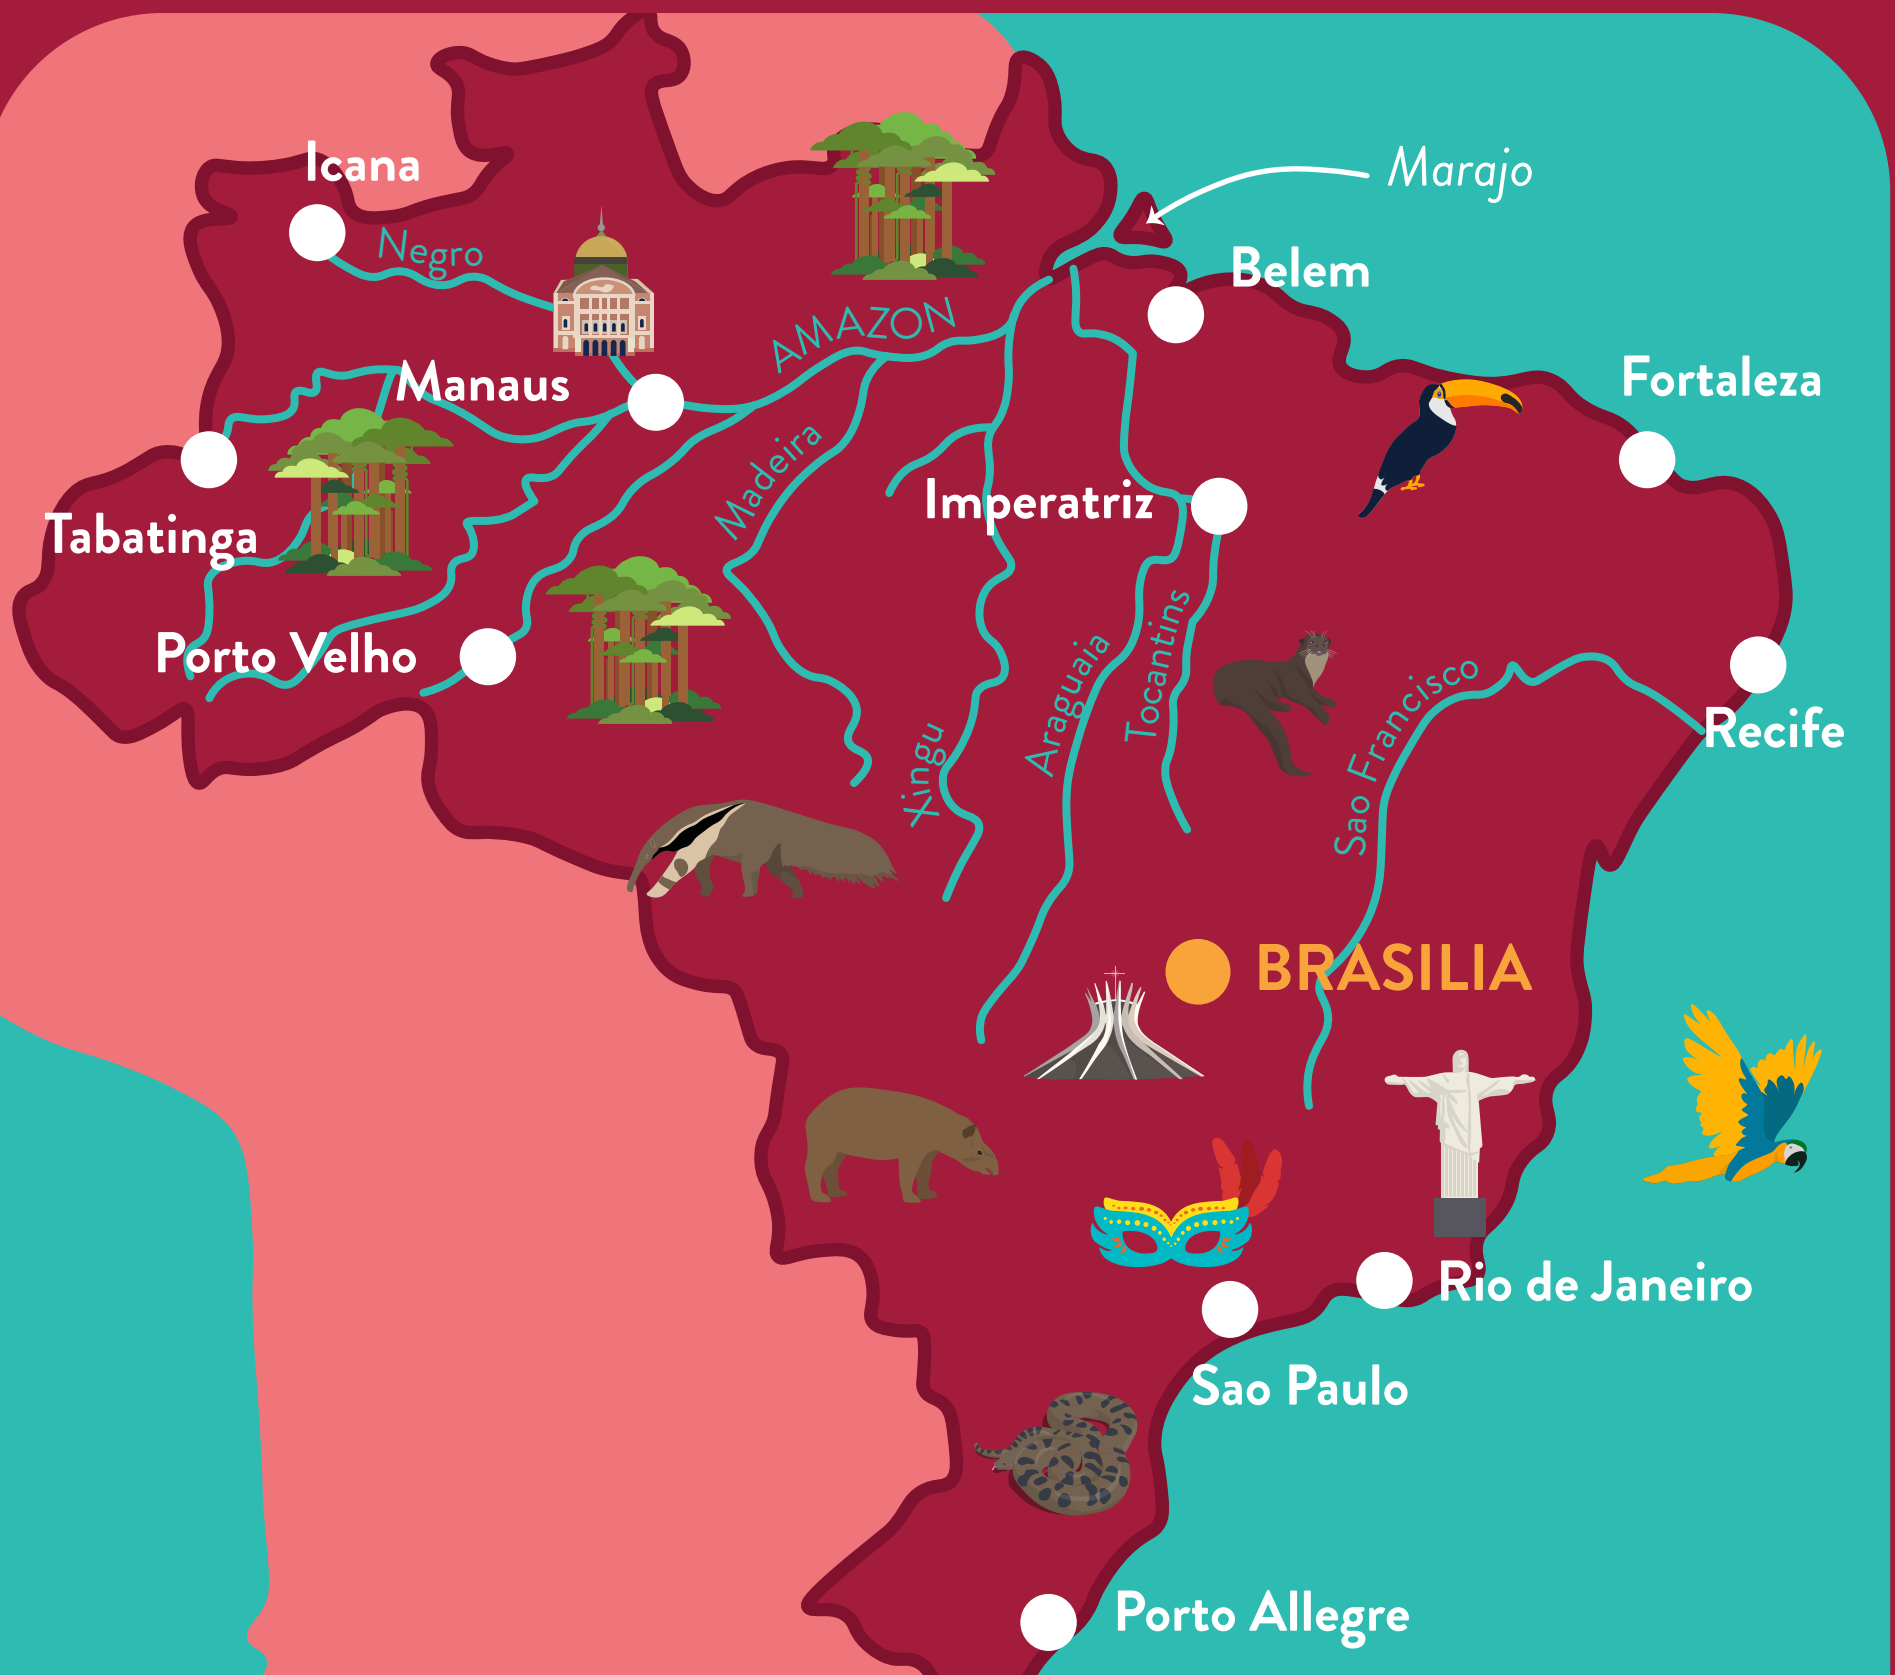 Icana
Marajo
Negro
Belem
AMAZON
Manaus
Fortaleza
Madeira
Imperatriz
Tabatinga
Porto Velho
Araguaia
Tocantins
Sao Francisco
Recife
Xingu
BRASILIA
Rio de Janeiro
Sao Paulo
Porto Allegre